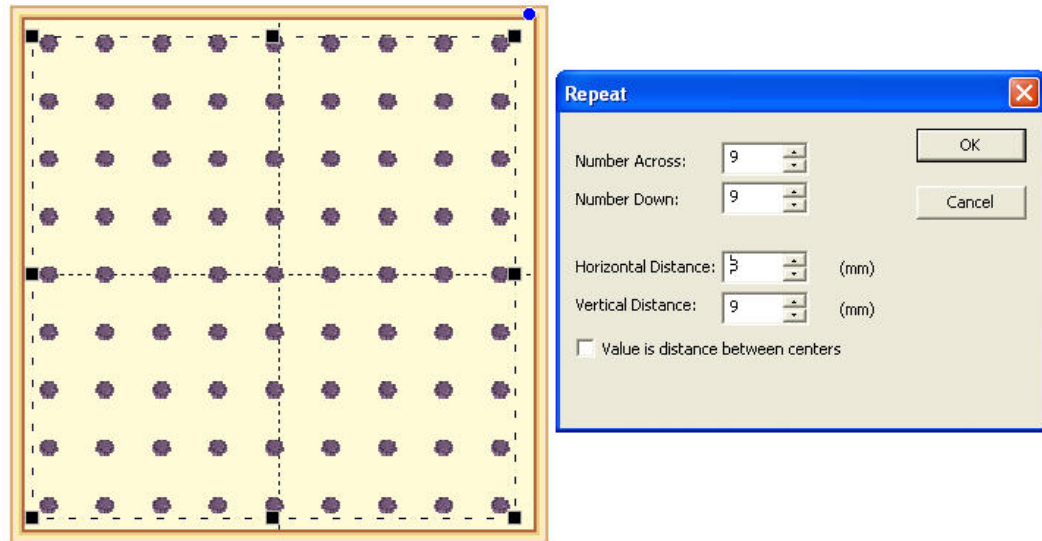 Repeat
OK
Number Across: 9
Number Down: 9
Cancel
Horizontal Distance: (mm)
Vertical Distance: 9 (mm)
Value is distance between centers